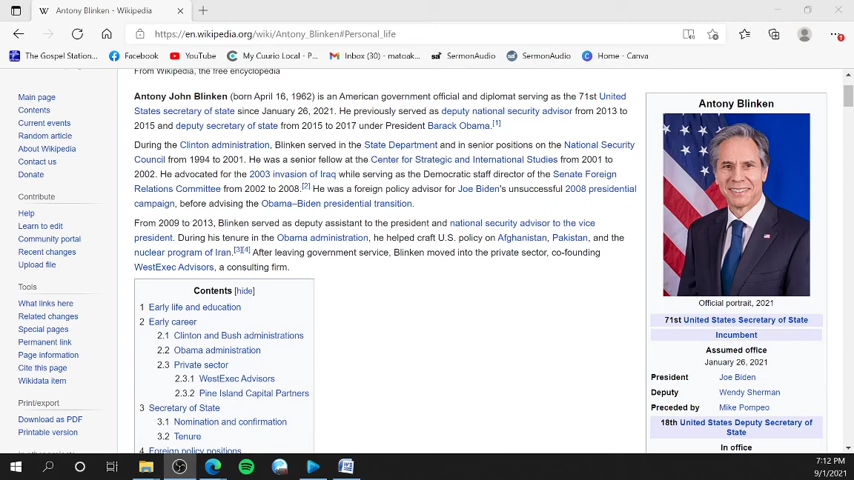 Antony Blinken - Wikipedia
https://en.wikipedia.org/wiki/Antony_Blinken#Personal_life
The Gospel Station... Facebook YouTube My Cuurio Local - P... Inbox (30) - matoak... SermonAudio SermonAudio Home - Canva
From Wikipedia, the free encyclopedia
Main page
Contents
Current events
Random article
About Wikipedia
Contact us
Donate
Contribute
Help
Learn to edit
Community portal
Recent changes
Upload file
Tools
What links here
Related changes
Special pages
Permanent link
Page information
Cite this page
Wikidata item
Print/export
Download as PDF
Printable version
Antony John Blinken (born April 16, 1962) is an American government official and diplomat serving as the 71st United
States secretary of state since January 26, 2021. He previously served as deputy national security advisor from 2013 to
2015 and deputy secretary of state from 2015 to 2017 under President Barack Obama.[1]
During the Clinton administration, Blinken served in the State Department and in senior positions on the National Security
Council from 1994 to 2001. He was a senior fellow at the Center for Strategic and International Studies from 2001 to
2002. He advocated for the 2003 invasion of Iraq while serving as the Democratic staff director of the Senate Foreign
Relations Committee from 2002 to 2008.[2] He was a foreign policy advisor for Joe Biden's unsuccessful 2008 presidential
campaign, before advising the Obama–Biden presidential transition.
From 2009 to 2013, Blinken served as deputy assistant to the president and national security advisor to the vice
president. During his tenure in the Obama administration, he helped craft U.S. policy on Afghanistan, Pakistan, and the
nuclear program of Iran.[3][4] After leaving government service, Blinken moved into the private sector, co-founding
WestExec Advisors, a consulting firm.
Contents [hide]
1 Early life and education
2 Early career
2.1 Clinton and Bush administrations
2.2 Obama administration
2.3 Private sector
2.3.1 WestExec Advisors
2.3.2 Pine Island Capital Partners
3 Secretary of State
3.1 Nomination and confirmation
3.2 Tenure
4 Foreign policy positions
Antony Blinken
Official portrait, 2021
71st United States Secretary of State
Incumbent
Assumed office
January 26, 2021
President Joe Biden
Deputy Wendy Sherman
Preceded by Mike Pompeo
18th United States Deputy Secretary of
State
In office
7:12 PM
9/1/2021